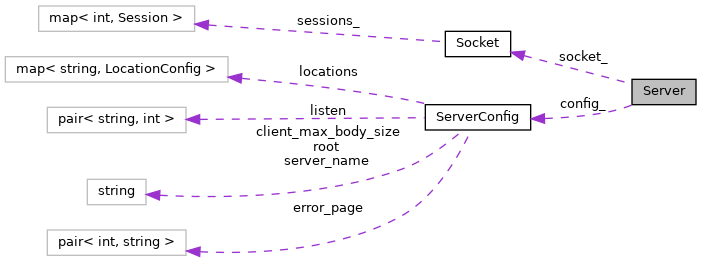 map< int, Session >
sessions_
Socket
map< string, LocationConfig >
locations
socket_
Server
config_
pair< string, int >
listen
ServerConfig
client_max_body_size
root
server_name
string
error_page
pair< int, string >